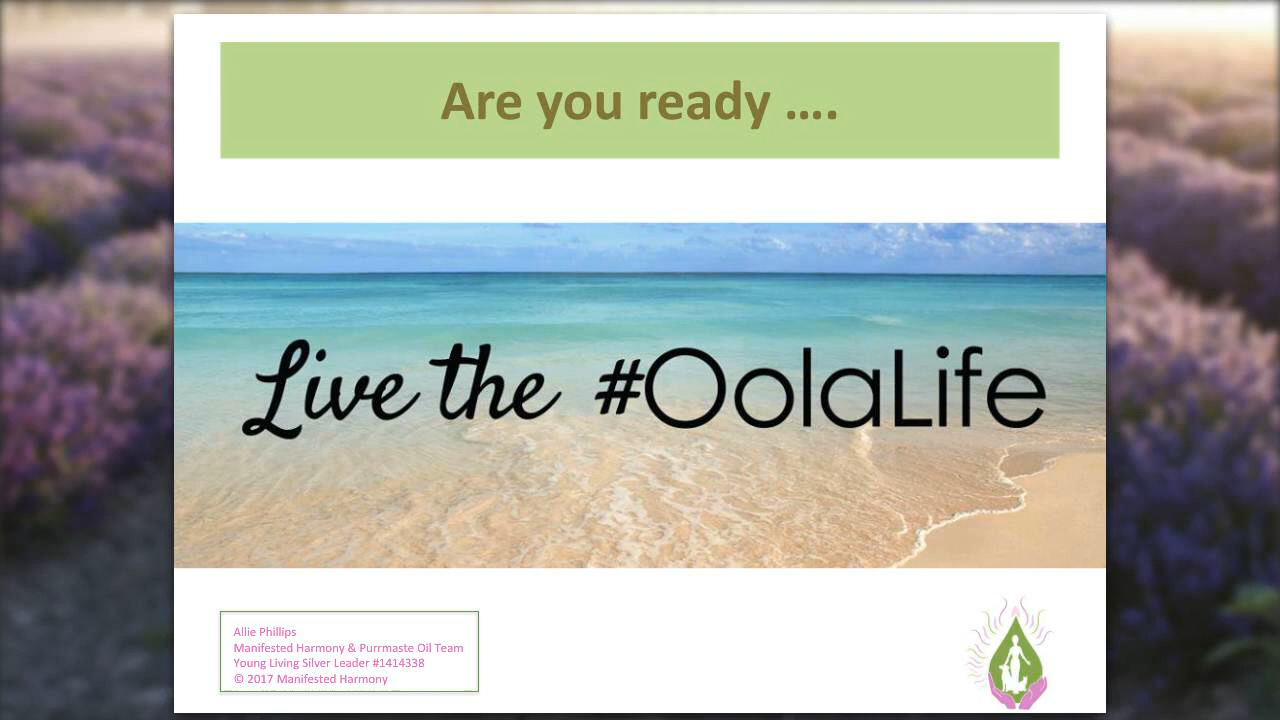 Are you ready ….
Live the #OolaLife
Allie Phillips
Manifested Harmony & Purrmaste Oil Team
Young Living Silver Leader #1414338
© 2017 Manifested Harmony